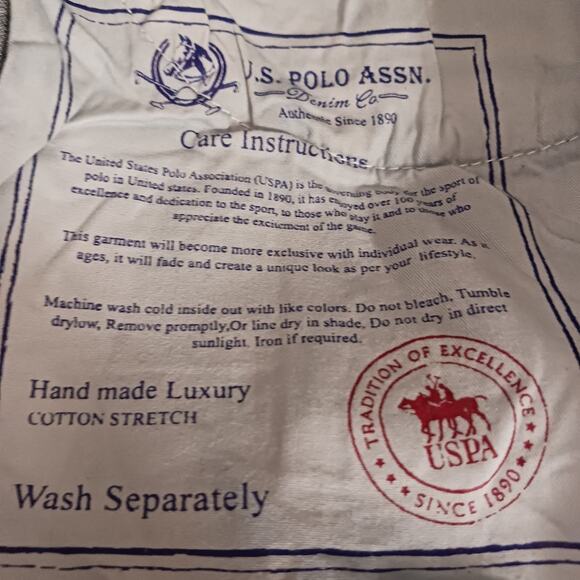 U.S. POLO ASSN.
Denim Co.
Authentic Since 1890
Care Instructions
The United States Polo Association (USPA) is the governing body for the sport of
polo in United states. Founded in 1890, it has enjoyed over 100 years of
excellence and dedication to the sport, to those who play it and to those who
appreciate the excitement of the game.
This garment will become more exclusive with individual wear. As it
ages, it will fade and create a unique look as per your lifestyle.
Machine wash cold inside out with like colors. Do not bleach, Tumble
drylow, Remove promptly,Or line dry in shade, Do not dry in direct
sunlight. Iron if required.
Hand made Luxury
COTTON STRETCH
TRADITION OF EXCELLENCE
USPA
SINCE 1890
Wash Separately